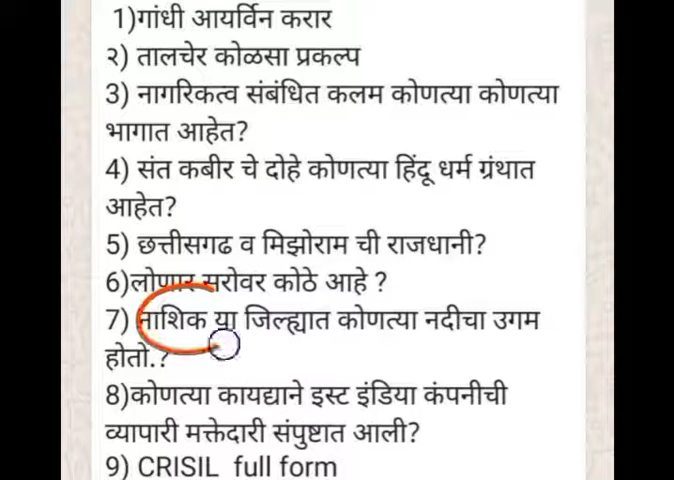 1)गांधी आयर्विन करार
२) तालचेर कोळसा प्रकल्प
3) नागरिकत्व संबंधित कलम कोणत्या कोणत्या
भागात आहेत?
4) संत कबीर चे दोहे कोणत्या हिंदू धर्म ग्रंथात
आहेत?
5) छत्तीसगढ व मिझोराम ची राजधानी?
6)लोणार सरोवर कोठे आहे ?
7) नाशिक या जिल्ह्यात कोणत्या नदीचा उगम
होतो.?
8)कोणत्या कायद्याने इस्ट इंडिया कंपनीची
व्यापारी मक्तेदारी संपुष्टात आली?
9) CRISIL full form